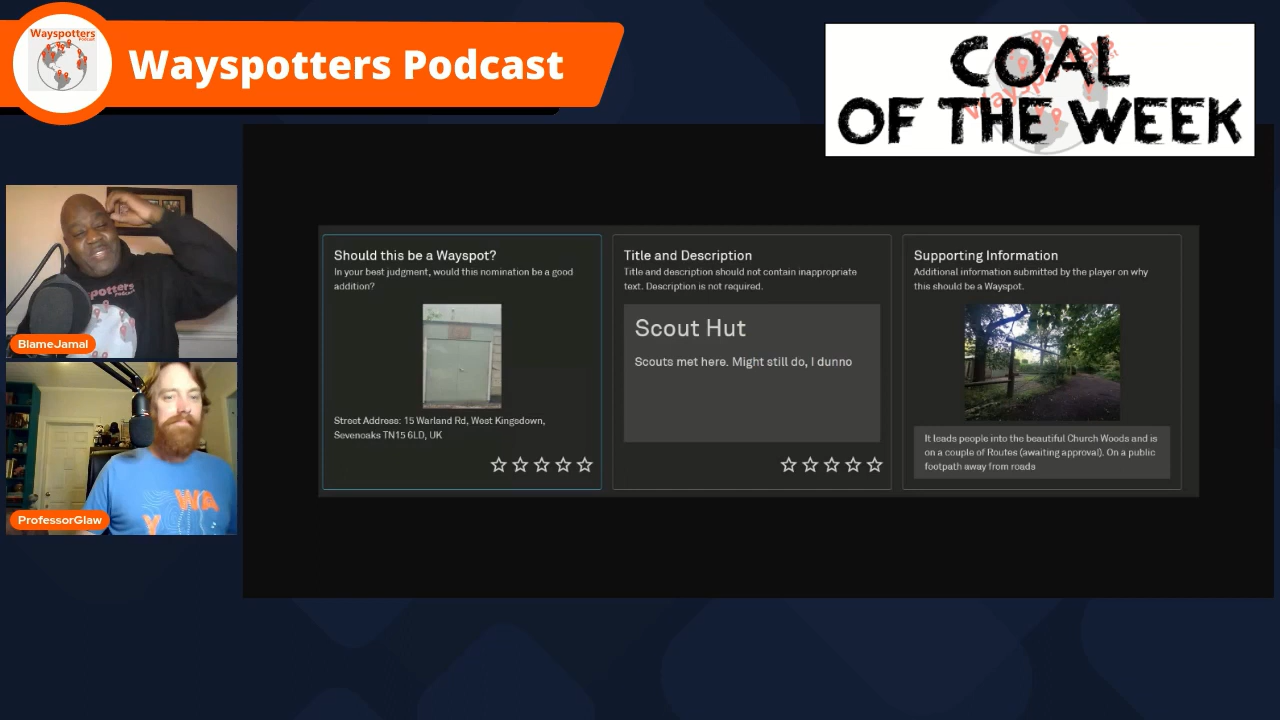 Wayspotters
Podcast
Wayspotters Podcast
COAL
OF THE WEEK
BlameJamal
ProfessorGlaw
Should this be a Wayspot?
In your best judgment, would this nomination be a good
addition?
Street Address: 15 Warland Rd, West Kingsdown,
Sevenoaks TN15 6LD, UK
Title and Description
Title and description should not contain inappropriate
text. Description is not required.
Scout Hut
Scouts met here. Might still do, I dunno
Supporting Information
Additional information submitted by the player on why
this should be a Wayspot.
It leads people into the beautiful Church Woods and is
on a couple of Routes (awaiting approval). On a public
footpath away from roads